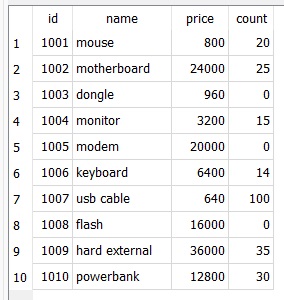 id name price count
1 1001 mouse 800 20
2 1002 motherboard 24000 25
3 1003 dongle 960 0
4 1004 monitor 3200 15
5 1005 modem 20000 0
6 1006 keyboard 6400 14
7 1007 usb cable 640 100
8 1008 flash 16000 0
9 1009 hard external 36000 35
10 1010 powerbank 12800 30